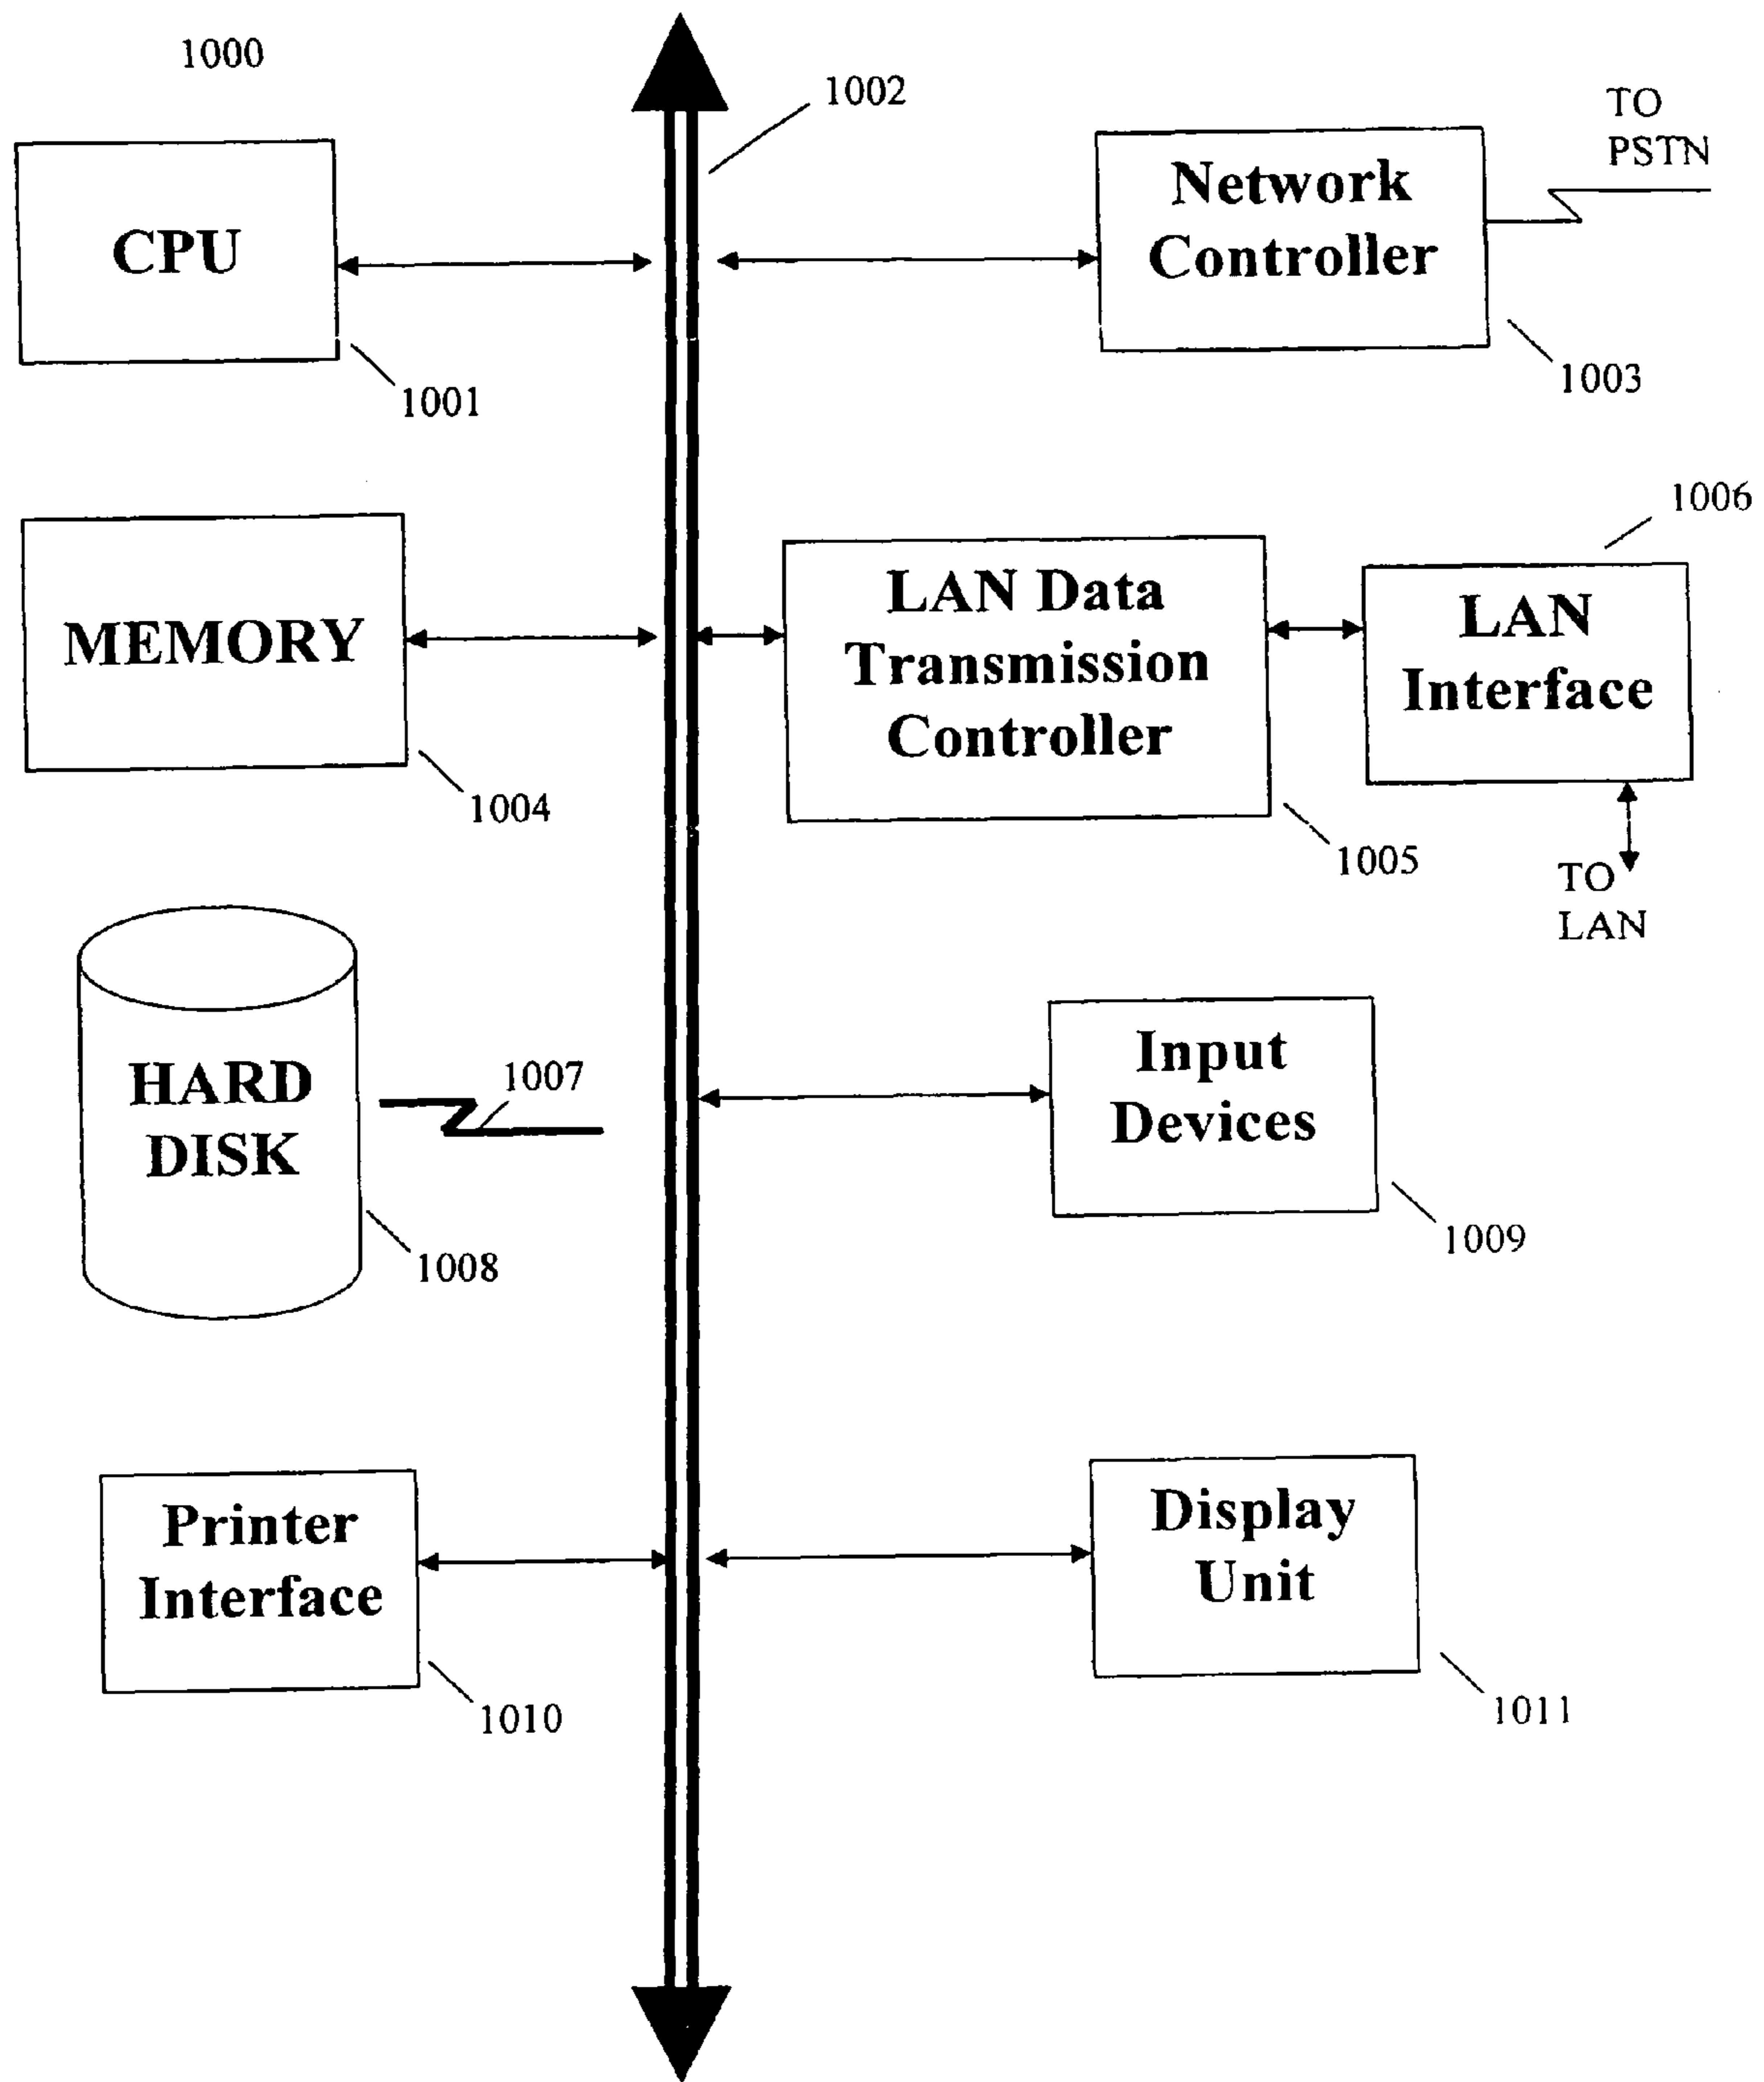 1000
1002
TO
PSTN
CPU
Network
Controller
1001
1003
1006
MEMORY
LAN Data
Transmission
Controller
LAN
Interface
1004
1005
TO
LAN
HARD
DISK
1007
Input
Devices
1008
1009
Printer
Interface
Display
Unit
1010
1011